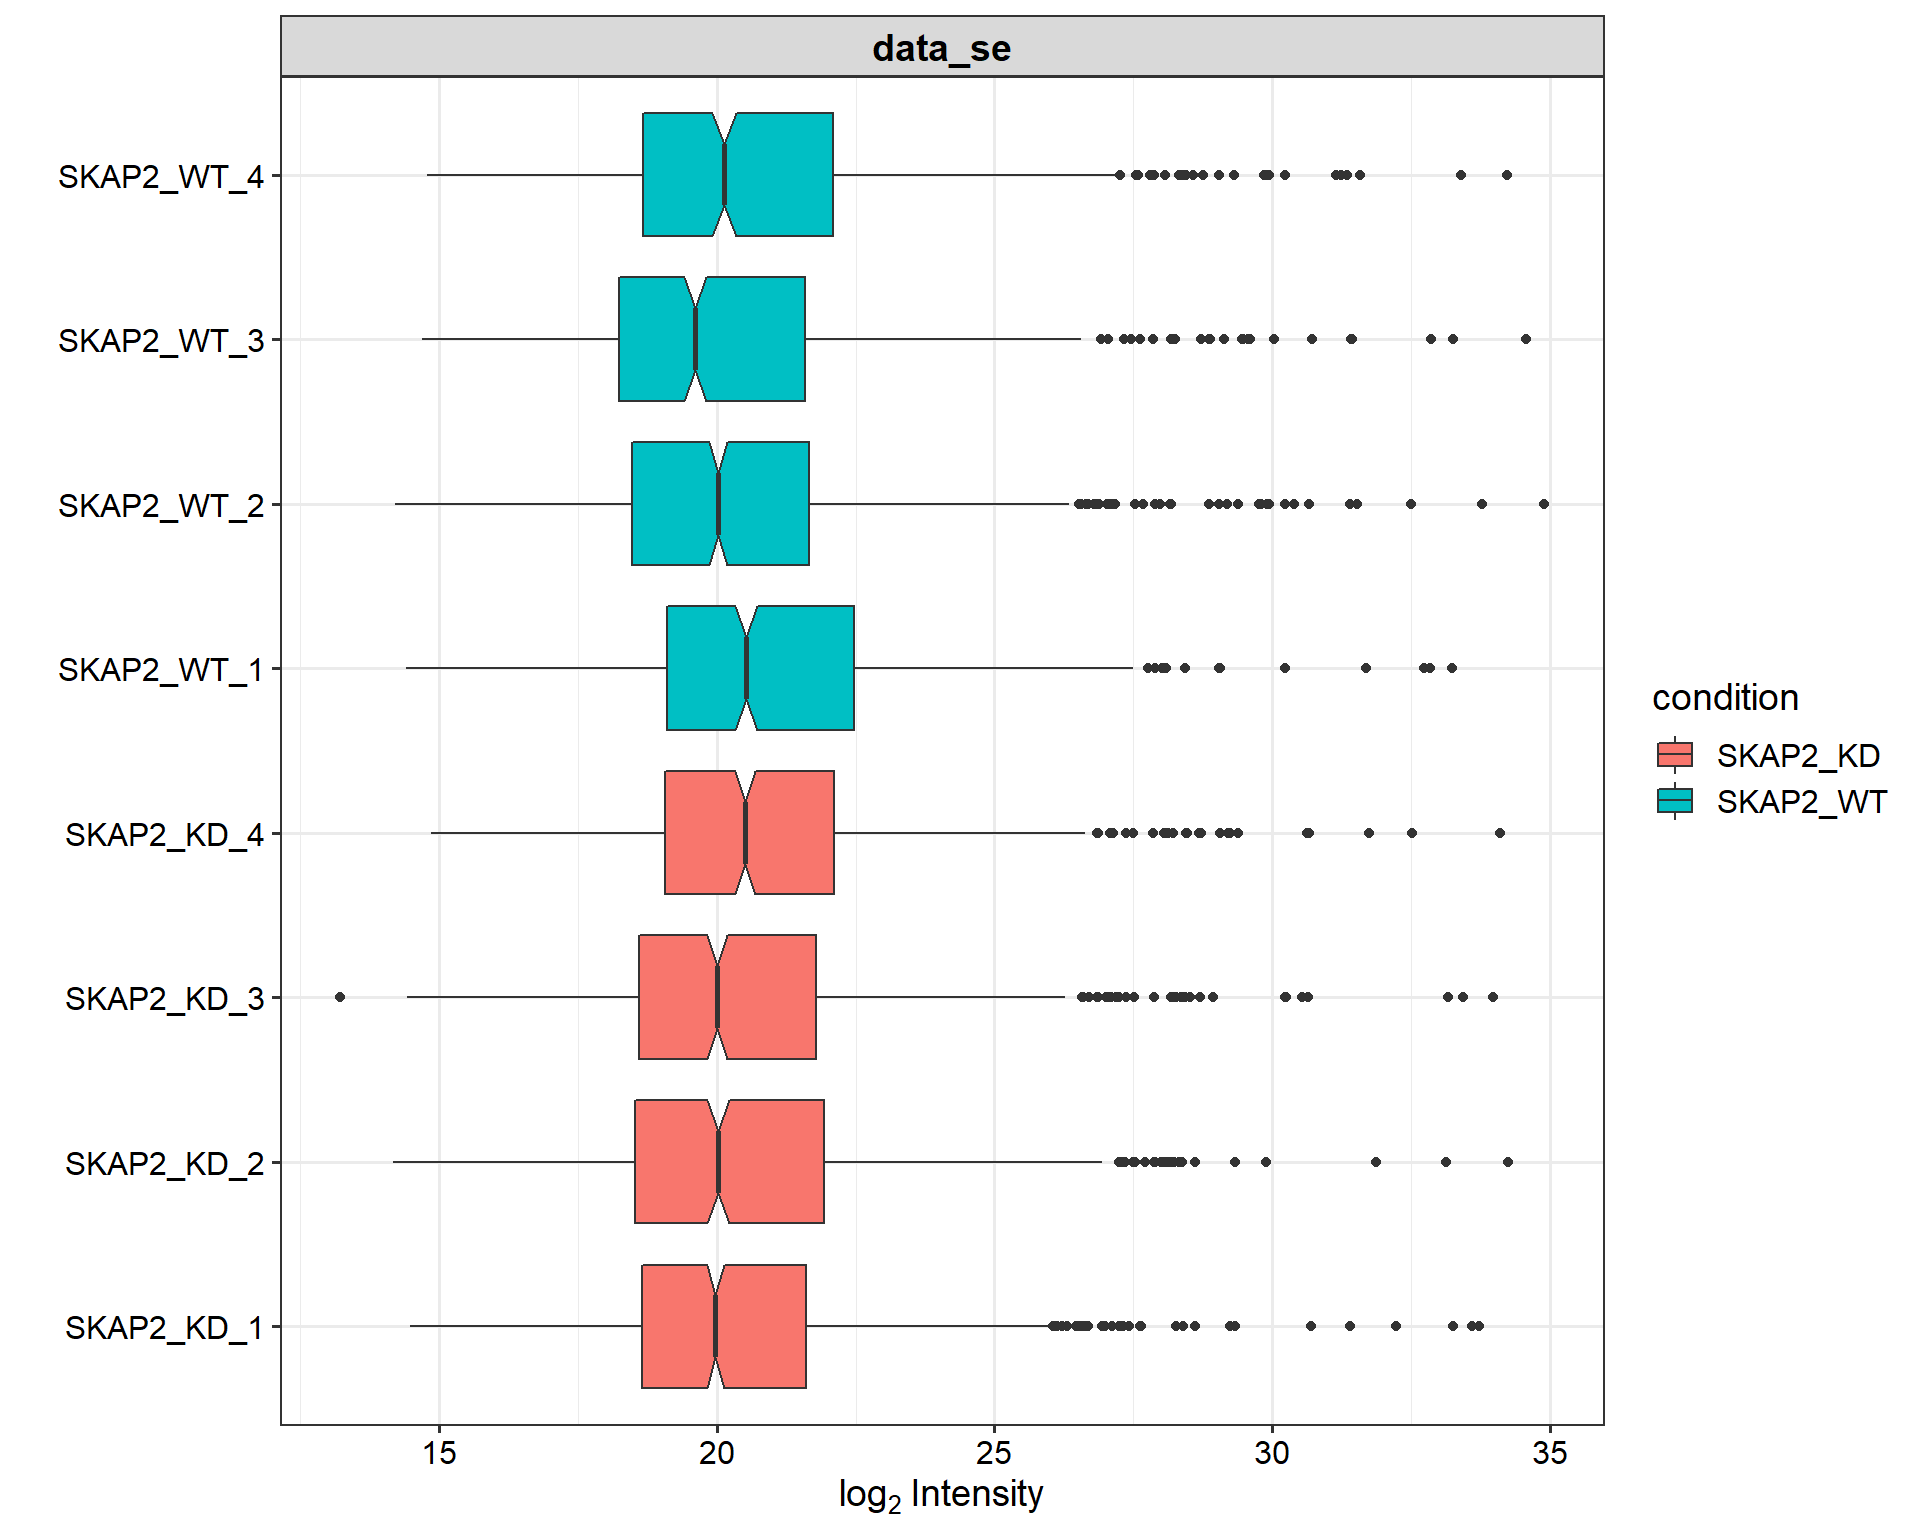 data_se
SKAP2_WT_4
SKAP2_WT_3
SKAP2_WT_2
SKAP2_WT_1
SKAP2_KD_4
SKAP2_KD_3
SKAP2_KD_2
SKAP2_KD_1
15 20 25 30 35
log₂ Intensity
condition
SKAP2_KD
SKAP2_WT